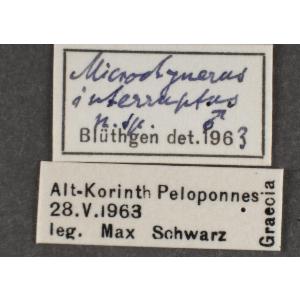 Microdynerus
interruptus
n. sp. ♂
Blüthgen det. 1963
Alt-Korinth Peloponnes
28.V.1963
leg. Max Schwarz
Graecia